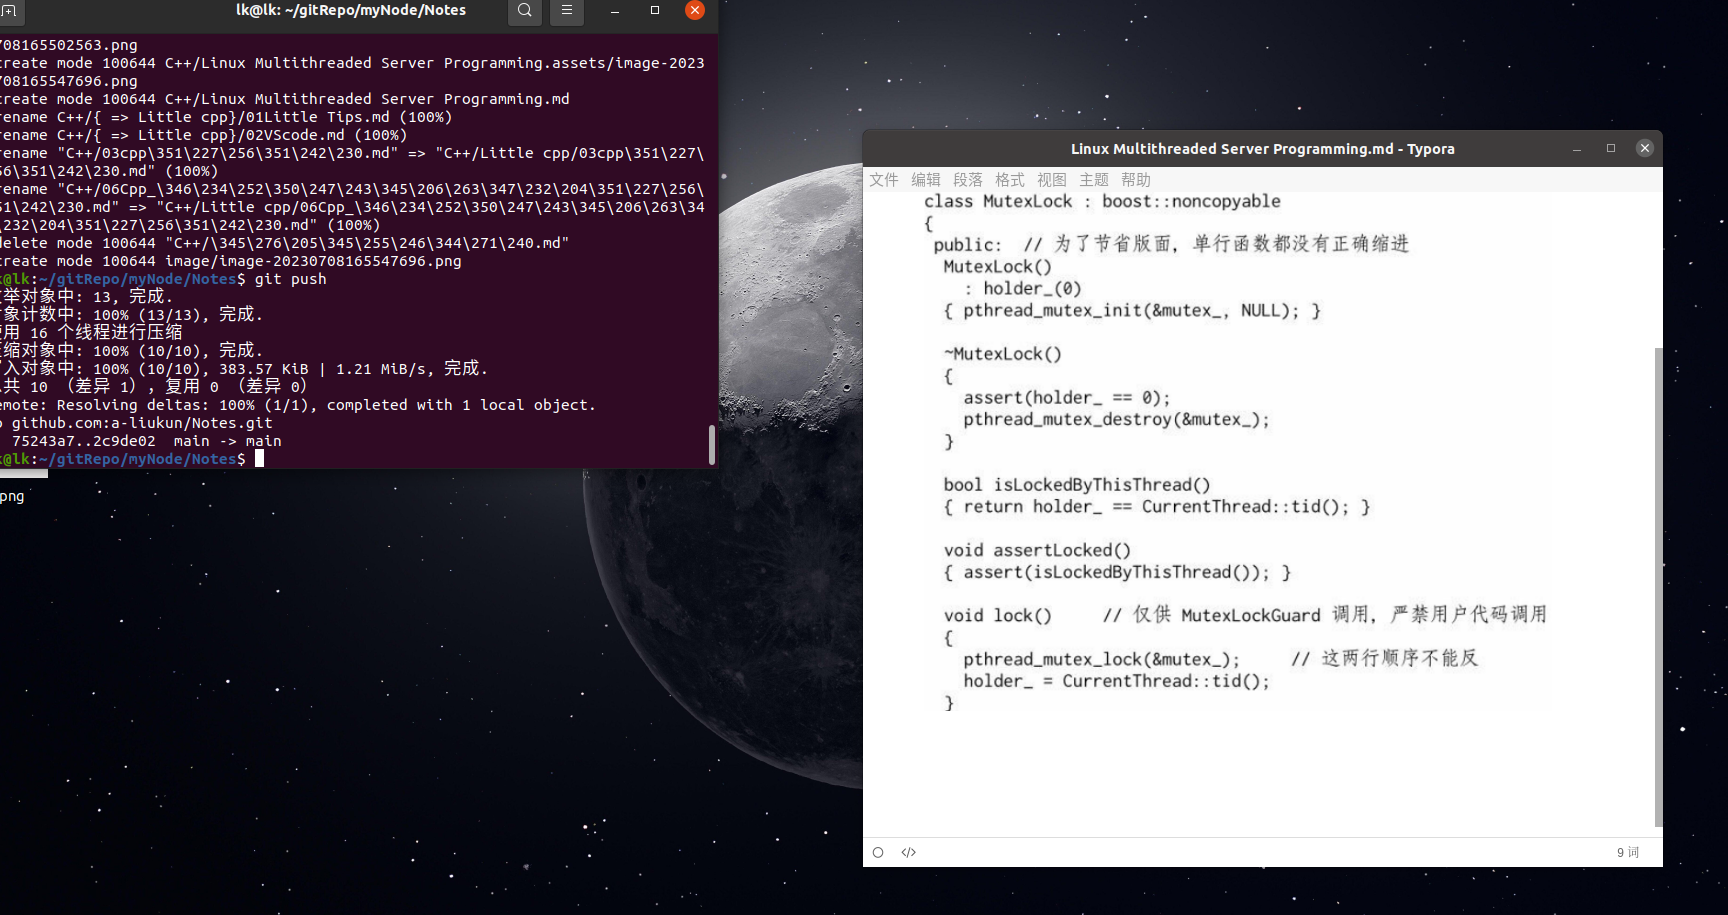 lk@lk: ~/gitRepo/myNode/Notes
708165502563.png
create mode 100644 C++/Linux Multithreaded Server Programming.assets/image-2023
708165547696.png
create mode 100644 C++/Linux Multithreaded Server Programming.md
rename C++/{ => Little cpp}/01Little Tips.md (100%)
rename C++/{ => Little cpp}/02VScode.md (100%)
rename "C++/03cpp\351\227\256\351\242\230.md" => "C++/Little cpp/03cpp\351\227\
56\351\242\230.md" (100%)
rename "C++/06Cpp_\346\234\252\350\247\243\345\206\263\347\232\204\351\227\256\
51\242\230.md" => "C++/Little cpp/06Cpp_\346\234\252\350\247\243\345\206\263\34
\232\204\351\227\256\351\242\230.md" (100%)
delete mode 100644 "C++/\345\276\205\345\255\246\344\271\240.md"
create mode 100644 image/image-20230708165547696.png
k@lk:~/gitRepo/myNode/Notes$ git push
举对象中: 13, 完成.
对象计数中: 100% (13/13), 完成.
使用 16 个线程进行压缩
压缩对象中: 100% (10/10), 完成.
写入对象中: 100% (10/10), 383.57 KiB | 1.21 MiB/s, 完成.
总共 10 （差异 1），复用 0 （差异 0）
remote: Resolving deltas: 100% (1/1), completed with 1 local object.
o github.com:a-liukun/Notes.git
75243a7..2c9de02  main -> main
k@lk:~/gitRepo/myNode/Notes$
png
Linux Multithreaded Server Programming.md - Typora
文件 编辑 段落 格式 视图 主题 帮助
class MutexLock : boost::noncopyable
{
public:  // 为了节省版面，单行函数都没有正确缩进
MutexLock()
: holder_(0)
{ pthread_mutex_init(&mutex_, NULL); }
~MutexLock()
{
assert(holder_ == 0);
pthread_mutex_destroy(&mutex_);
}
bool isLockedByThisThread()
{ return holder_ == CurrentThread::tid(); }
void assertLocked()
{ assert(isLockedByThisThread()); }
void lock()     // 仅供 MutexLockGuard 调用，严禁用户代码调用
{
pthread_mutex_lock(&mutex_);     // 这两行顺序不能反
holder_ = CurrentThread::tid();
}
</> 9 词